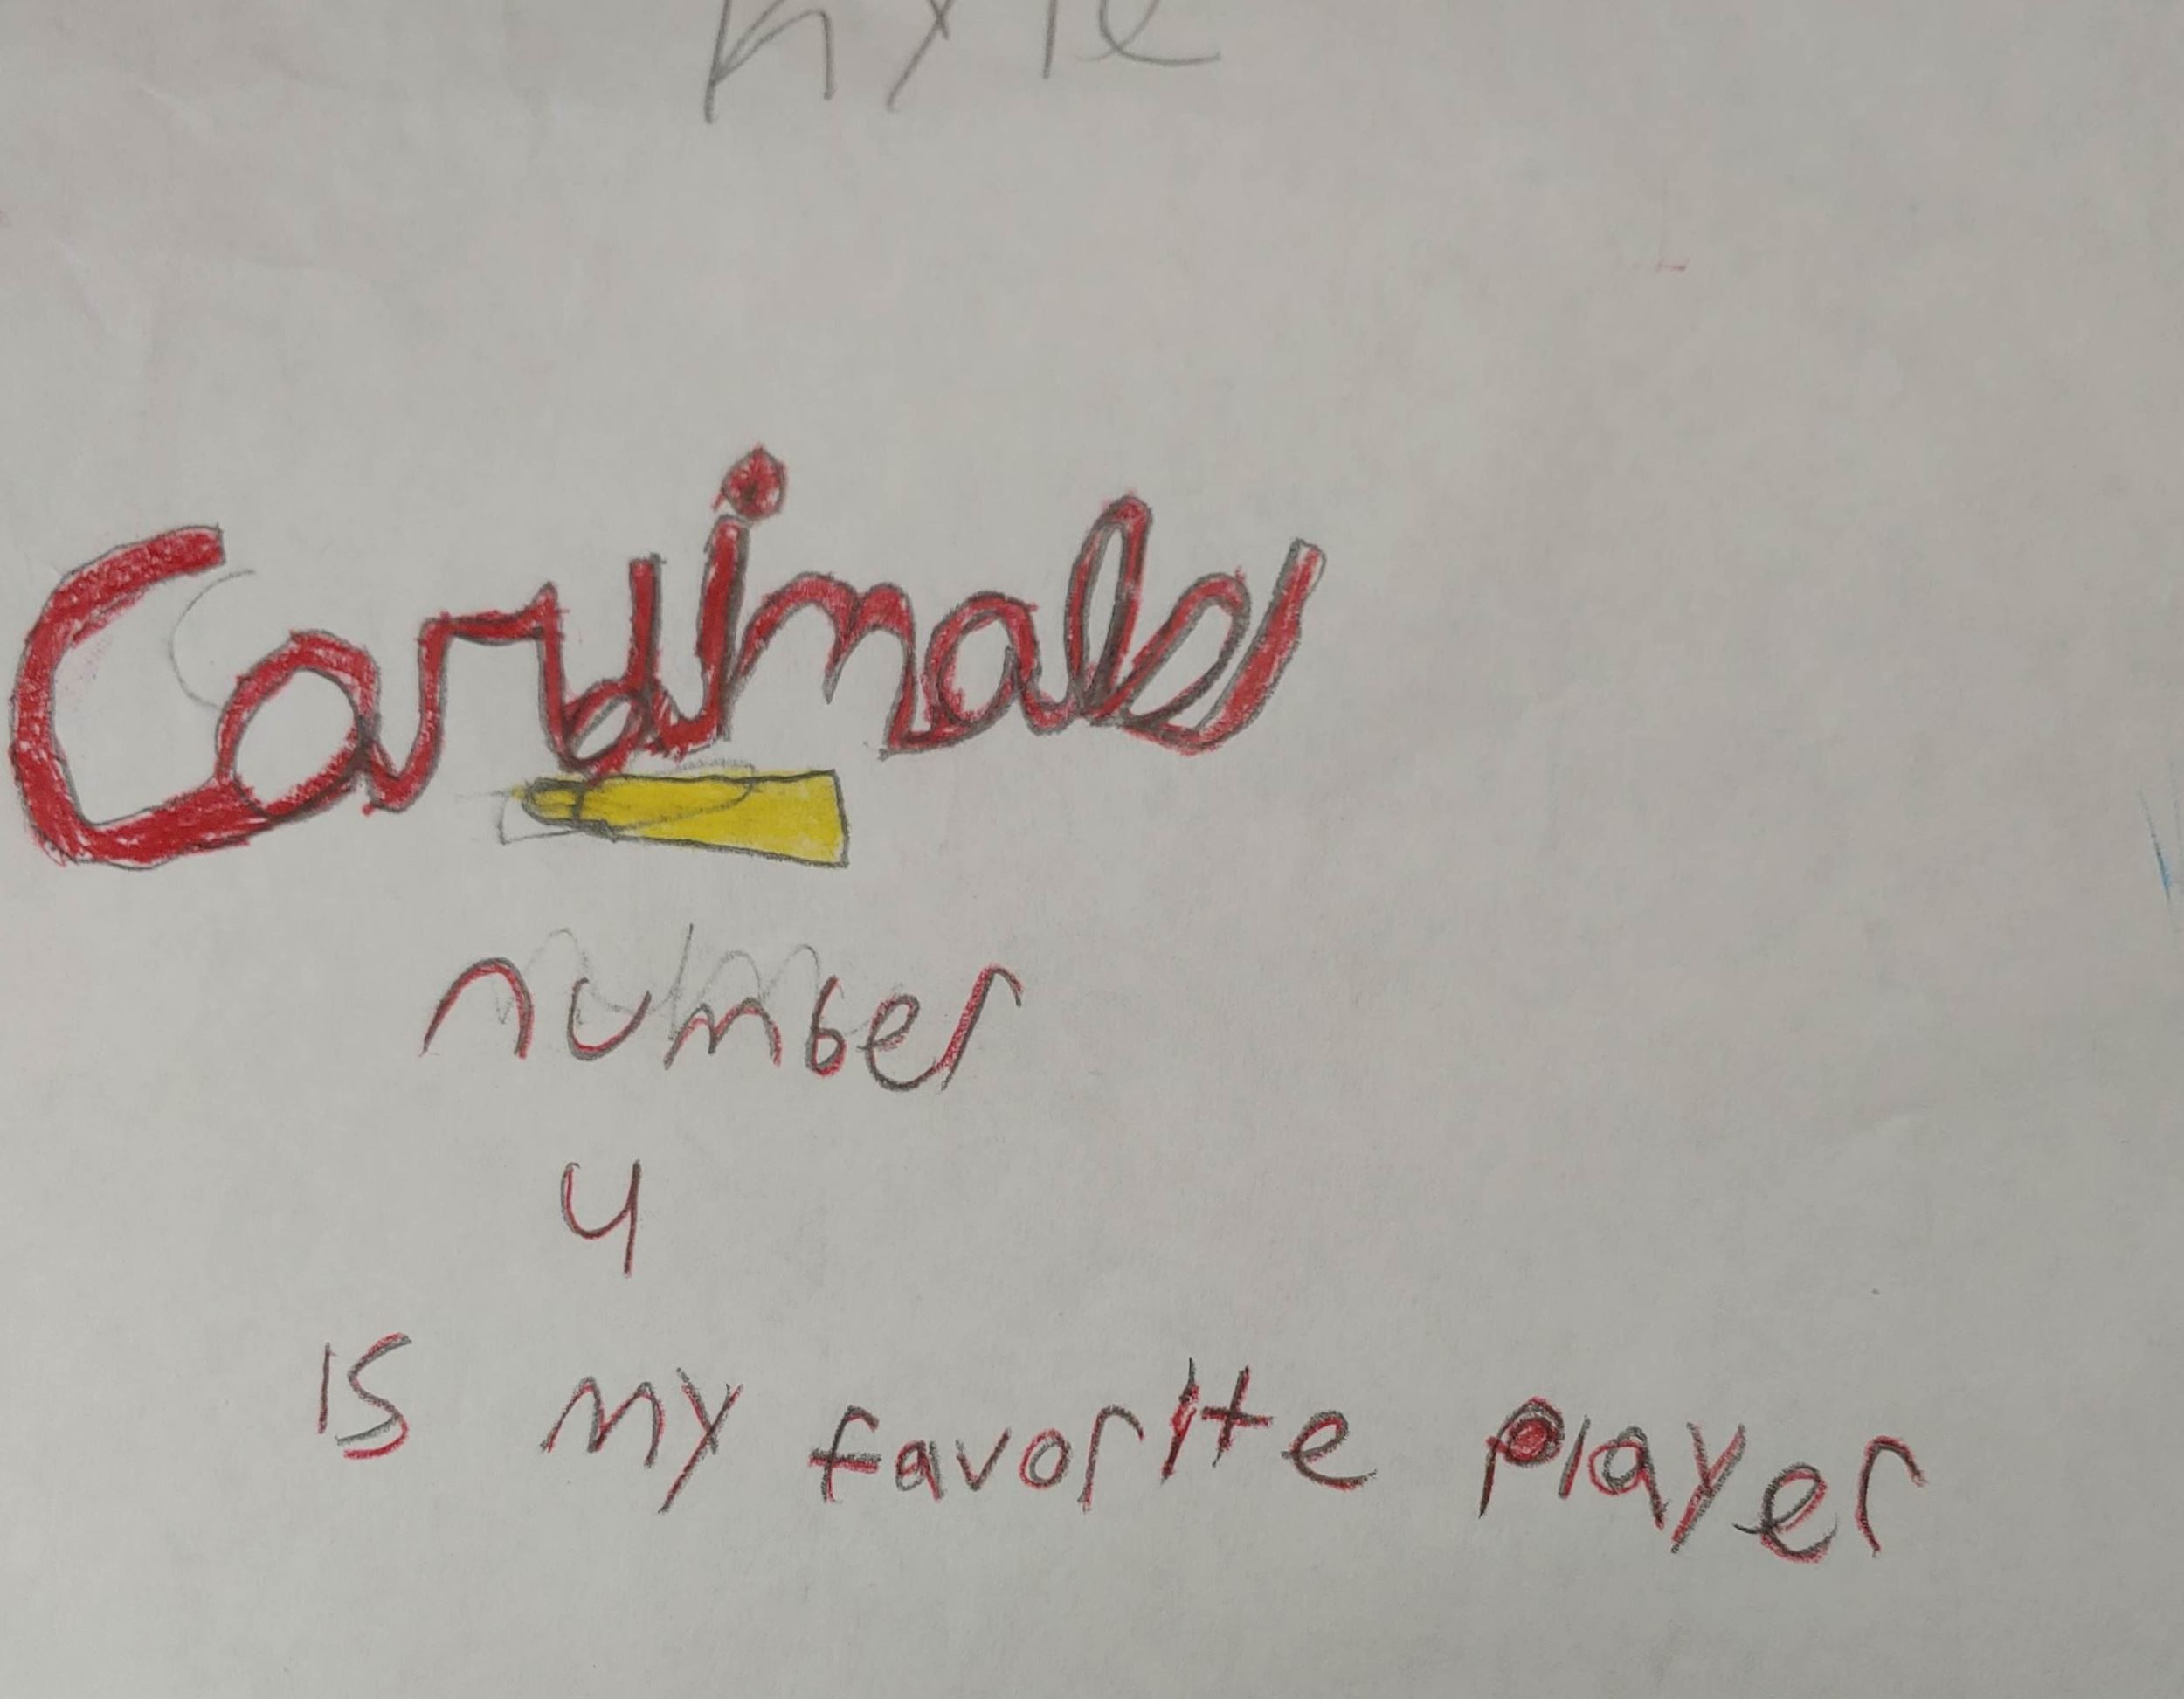 Cardinals
number
4
is my favorite player